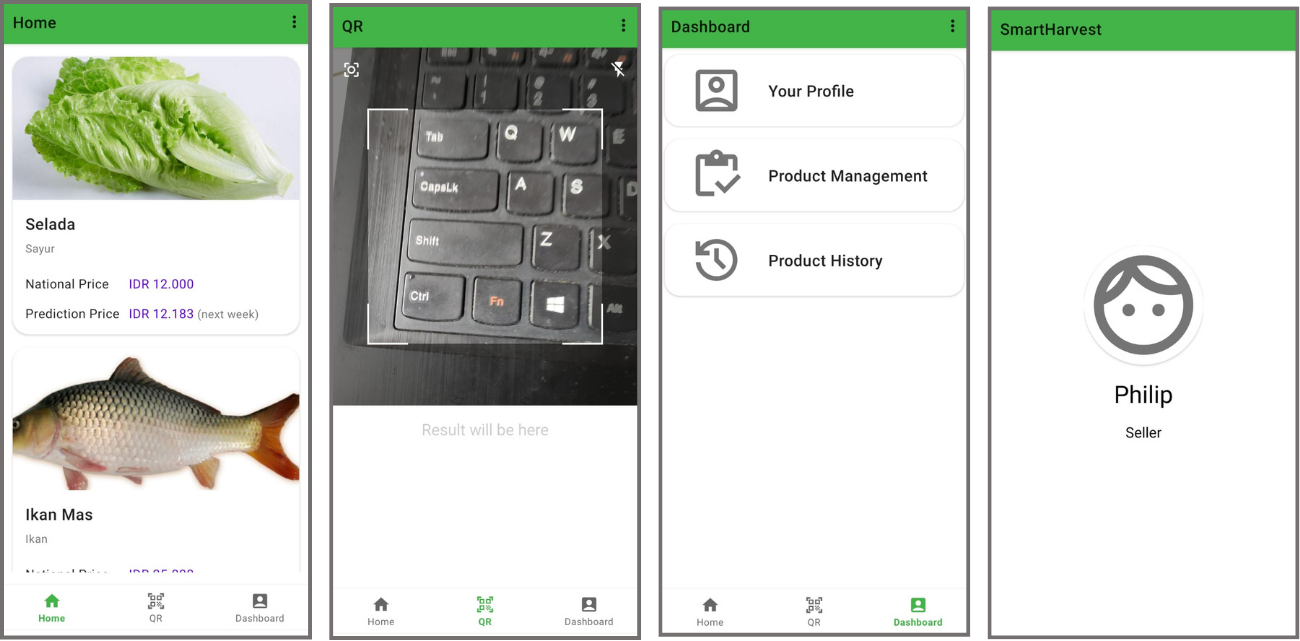 Home
Selada
Sayur
National Price IDR 12.000
Prediction Price IDR 12.183 (next week)
Ikan Mas
Ikan
National Price
Home QR Dashboard
QR
Tab Q W E
CapsLk A S D
Shift Z X
Ctrl Fn Alt
Result will be here
Home QR Dashboard
Dashboard
Your Profile
Product Management
Product History
Home QR Dashboard
SmartHarvest
Philip
Seller